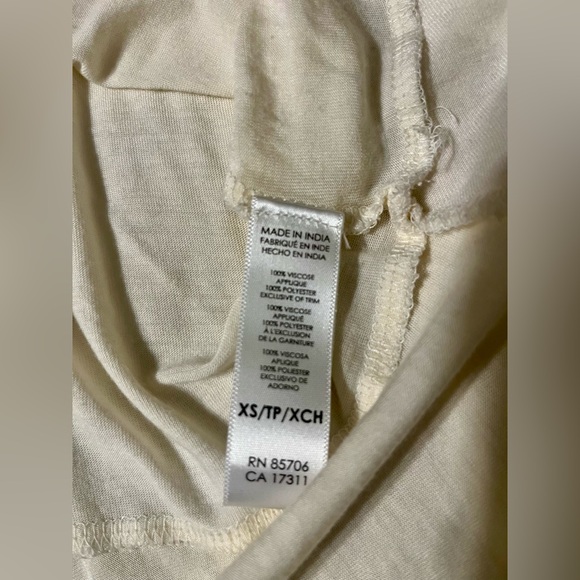 MADE IN INDIA
FABRIQUÉ EN INDE
HECHO EN INDIA
100% VISCOSE
APPLIQUE
100% POLYESTER
EXCLUSIVE OF TRIM
100% VISCOSE
APPLIQUÉ
100% POLYESTER
À L'EXCLUSION
DE LA GARNITURE
100% VISCOSA
APLIQUE
100% POLIESTER
EXCLUSIVO DE
ADORNO
XS/TP/XCH
RN 85706
CA 17311